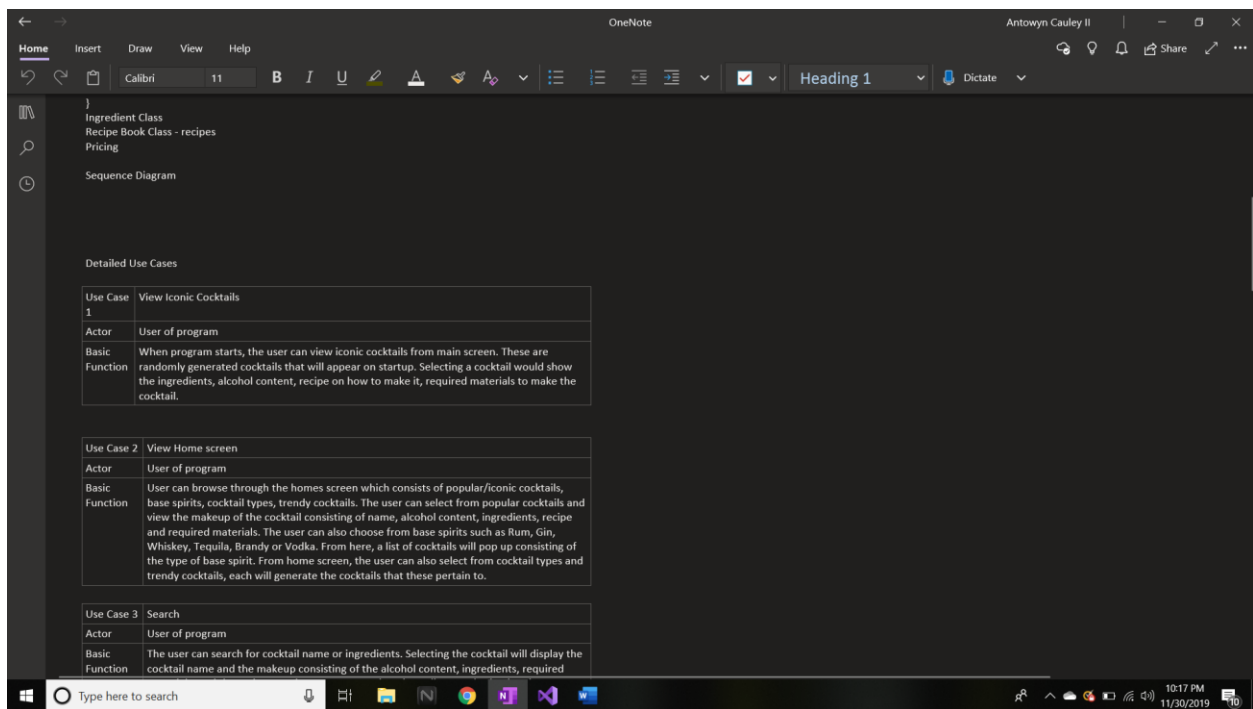 OneNote
Antowyn Cauley II
Home Insert Draw View Help
Share
Calibri 11 B I U A A Heading 1 Dictate
}
Ingredient Class
Recipe Book Class - recipes
Pricing
Sequence Diagram
Detailed Use Cases
Use Case 1 View Iconic Cocktails
Actor User of program
Basic Function When program starts, the user can view iconic cocktails from main screen. These are
randomly generated cocktails that will appear on startup. Selecting a cocktail would show
the ingredients, alcohol content, recipe on how to make it, required materials to make the
cocktail.
Use Case 2 View Home screen
Actor User of program
Basic Function User can browse through the homes screen which consists of popular/iconic cocktails,
base spirits, cocktail types, trendy cocktails. The user can select from popular cocktails and
view the makeup of the cocktail consisting of name, alcohol content, ingredients, recipe
and required materials. The user can also choose from base spirits such as Rum, Gin,
Whiskey, Tequila, Brandy or Vodka. From here, a list of cocktails will pop up consisting of
the type of base spirit. From home screen, the user can also select from cocktail types and
trendy cocktails, each will generate the cocktails that these pertain to.
Use Case 3 Search
Actor User of program
Basic Function The user can search for cocktail name or ingredients. Selecting the cocktail will display the
cocktail name and the makeup consisting of the alcohol content, ingredients, required
Type here to search
10:17 PM
11/30/2019